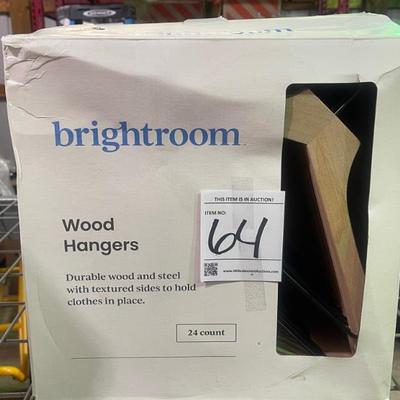 brightroom
THIS ITEM IS IN AUCTION!
ITEM NO:
64
Wood
Hangers
Durable wood and steel
with textured sides to hold
clothes in place.
24 count